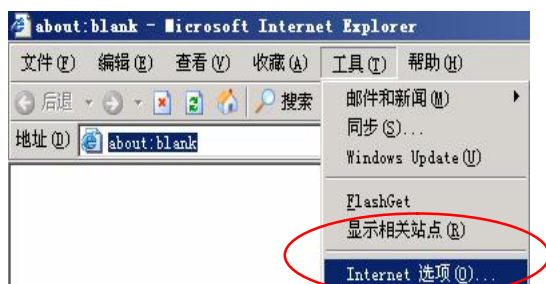 about:blank - Microsoft Internet Explorer
文件(F) 编辑(E) 查看(V) 收藏(A) 工具(T) 帮助(H)
后退 搜索
地址(D) about:blank
邮件和新闻(M)
同步(S)...
Windows Update(U)
FlashGet
显示相关站点(R)
Internet 选项(O)...